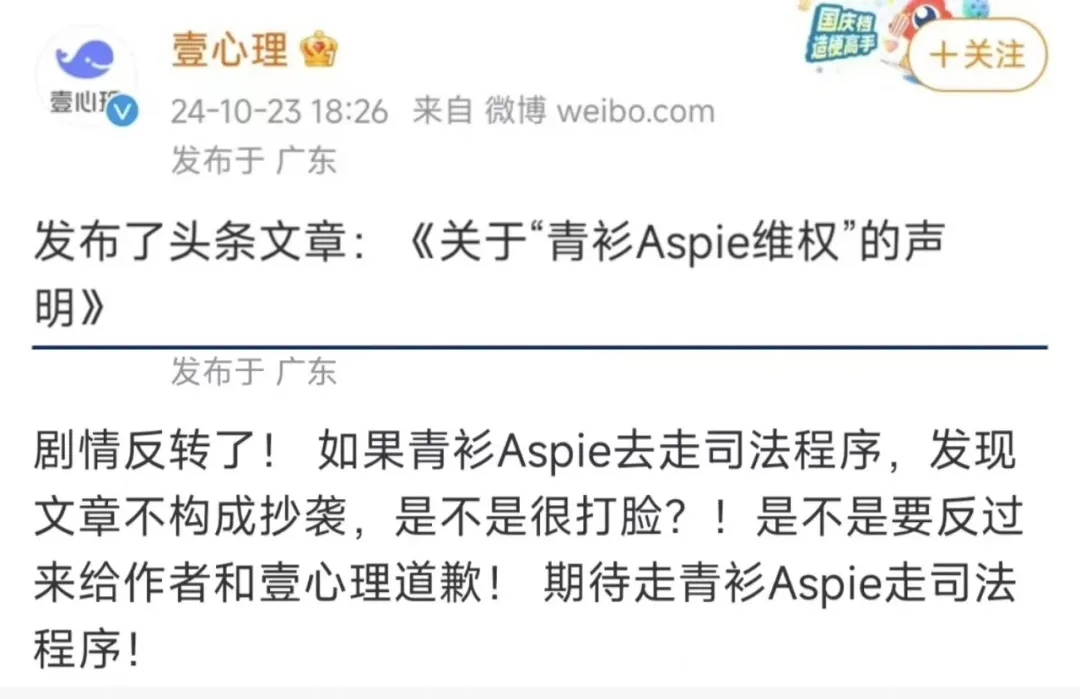 国庆档
造梗高手
壹心理
+关注
壹心理
24-10-23 18:26 来自 微博 weibo.com
发布于 广东
发布了头条文章：《关于“青衫Aspie维权”的声
明》
发布于 广东
剧情反转了！ 如果青衫Aspie去走司法程序，发现
文章不构成抄袭，是不是很打脸？！是不是要反过
来给作者和壹心理道歉！ 期待走青衫Aspie走司法
程序！